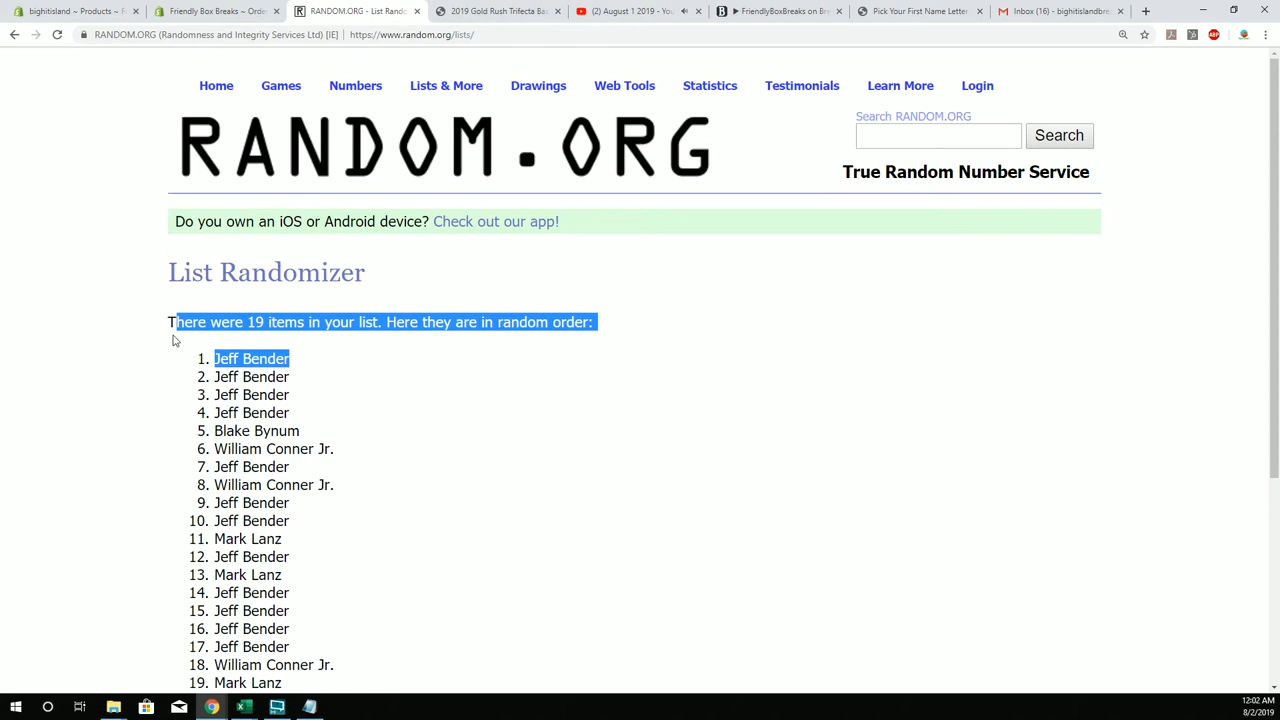 bighitisland ~ Products ~ F
Friendly Box Breaks ~ Orde
RANDOM.ORG - List Rando
2019 Gold Rush Trifecta Ba
(2) August 1 2019 - You
FriendlyBoxBreaks on Bre
Pick Your First Name Letter
Inbox (16) - bighitislandbre
RANDOM.ORG (Randomness and Integrity Services Ltd) [IE] | https://www.random.org/lists/
Home Games Numbers Lists & More Drawings Web Tools Statistics Testimonials Learn More Login
RANDOM.ORG
Search RANDOM.ORG
Search
True Random Number Service
Do you own an iOS or Android device? Check out our app!
List Randomizer
There were 19 items in your list. Here they are in random order:
1. Jeff Bender
2. Jeff Bender
3. Jeff Bender
4. Jeff Bender
5. Blake Bynum
6. William Conner Jr.
7. Jeff Bender
8. William Conner Jr.
9. Jeff Bender
10. Jeff Bender
11. Mark Lanz
12. Jeff Bender
13. Mark Lanz
14. Jeff Bender
15. Jeff Bender
16. Jeff Bender
17. Jeff Bender
18. William Conner Jr.
19. Mark Lanz
12:02 AM
8/2/2019